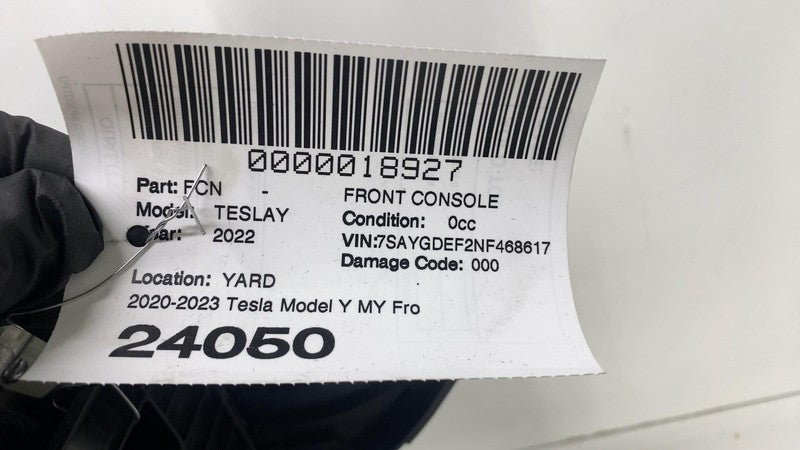 0000018927
Part: FCN - FRONT CONSOLE
Model: TESLAY Condition: 0cc
Year: 2022 VIN:7SAYGDEF2NF468617
Damage Code: 000
Location: YARD
2020-2023 Tesla Model Y MY Fro
24050